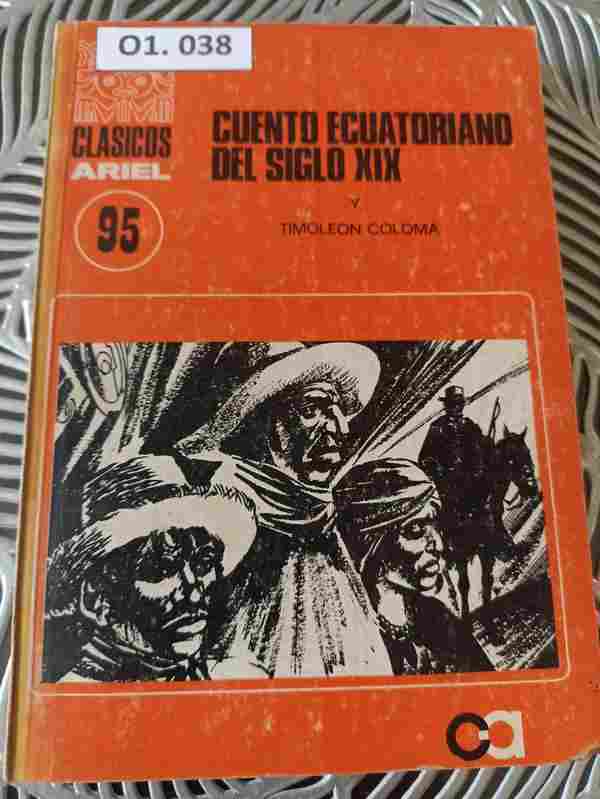 O1. 038
CLASICOS
ARIEL
95
CUENTO ECUATORIANO
DEL SIGLO XIX
Y
TIMOLEON COLOMA
ca